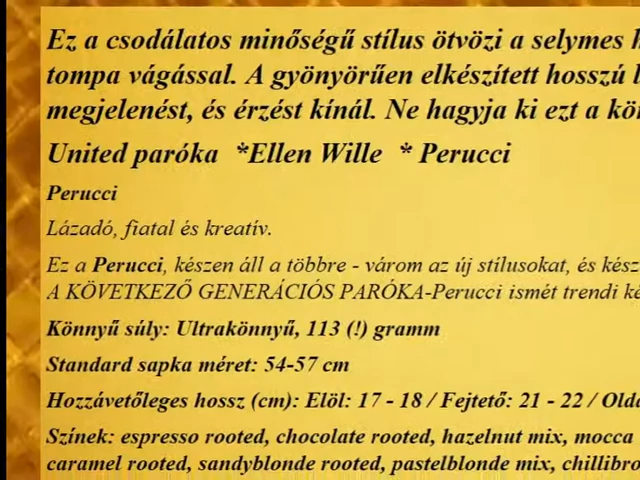 Ez a csodálatos minőségű stílus ötvözi a selymes
tompa vágással. A gyönyörűen elkészített hosszú
megjelenést, és érzést kínál. Ne hagyja ki ezt a
United paróka *Ellen Wille * Perucci
Perucci
Lázadó, fiatal és kreatív.
Ez a Perucci, készen áll a többre - várom az új stílusokat, és
A KÖVETKEZŐ GENERÁCIÓS PARÓKA-Perucci ismét trendi
Könnyű súly: Ultrakönnyű, 113 (!) gramm
Standard sapka méret: 54-57 cm
Hozzávetőleges hossz (cm): Elöl: 17 - 18 / Fejtető: 21 - 22 /
Színek: espresso rooted, chocolate rooted, hazelnut mix, mocca
caramel rooted, sandyblonde rooted, pastelblonde mix,